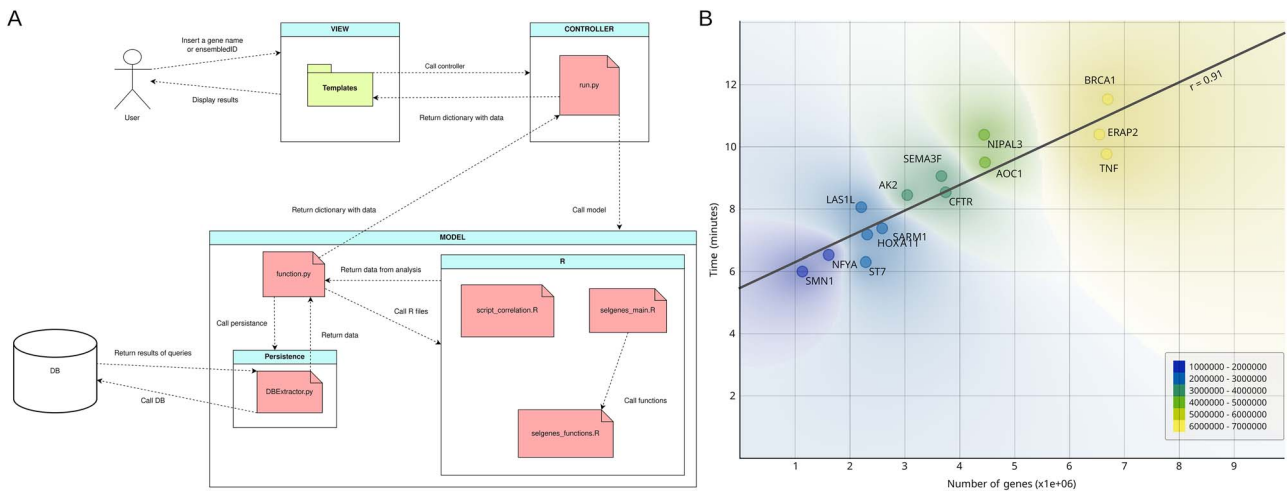 A
VIEW
Templates
CONTROLLER
run.py
User
Insert a gene name
or ensembledID
Display results
Call controller
Return dictionary with data
Return dictionary with data
Call model
MODEL
function.py
Return data from analysis
Call R files
Call persistance
Return data
Persistence
DBExtractor.py
DB
Return results of queries
Call DB
R
script_correlation.R
selgenes_main.R
Call functions
selgenes_functions.R
B
Time (minutes)
12
10
8
6
4
2
BRCA1
ERAP2
TNF
r = 0.91
NIPAL3
AOC1
SEMA3F
AK2
CFTR
LAS1L
SARM1
HOXA11
NFYA
ST7
SMN1
1000000 - 2000000
2000000 - 3000000
3000000 - 4000000
4000000 - 5000000
5000000 - 6000000
6000000 - 7000000
1 2 3 4 5 6 7 8 9
Number of genes (x1e+06)